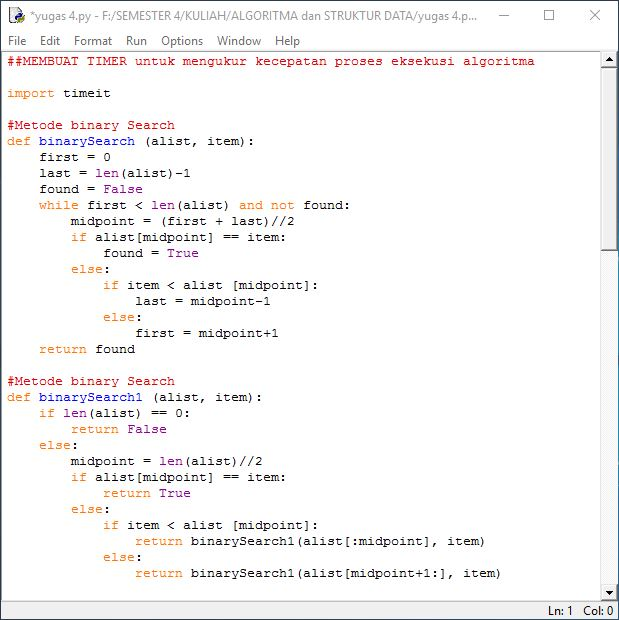 *yugas 4.py - F:/SEMESTER 4/KULIAH/ALGORITMA dan STRUKTUR DATA/yugas 4.p...
File Edit Format Run Options Window Help
##MEMBUAT TIMER untuk mengukur kecepatan proses eksekusi algoritma

import timeit

#Metode binary Search
def binarySearch (alist, item):
    first = 0
    last = len(alist)-1
    found = False
    while first < len(alist) and not found:
        midpoint = (first + last)//2
        if alist[midpoint] == item:
            found = True
        else:
            if item < alist [midpoint]:
                last = midpoint-1
            else:
                first = midpoint+1
    return found

#Metode binary Search
def binarySearch1 (alist, item):
    if len(alist) == 0:
        return False
    else:
        midpoint = len(alist)//2
        if alist[midpoint] == item:
            return True
        else:
            if item < alist [midpoint]:
                return binarySearch1(alist[:midpoint], item)
            else:
                return binarySearch1(alist[midpoint+1:], item)
Ln: 1 Col: 0